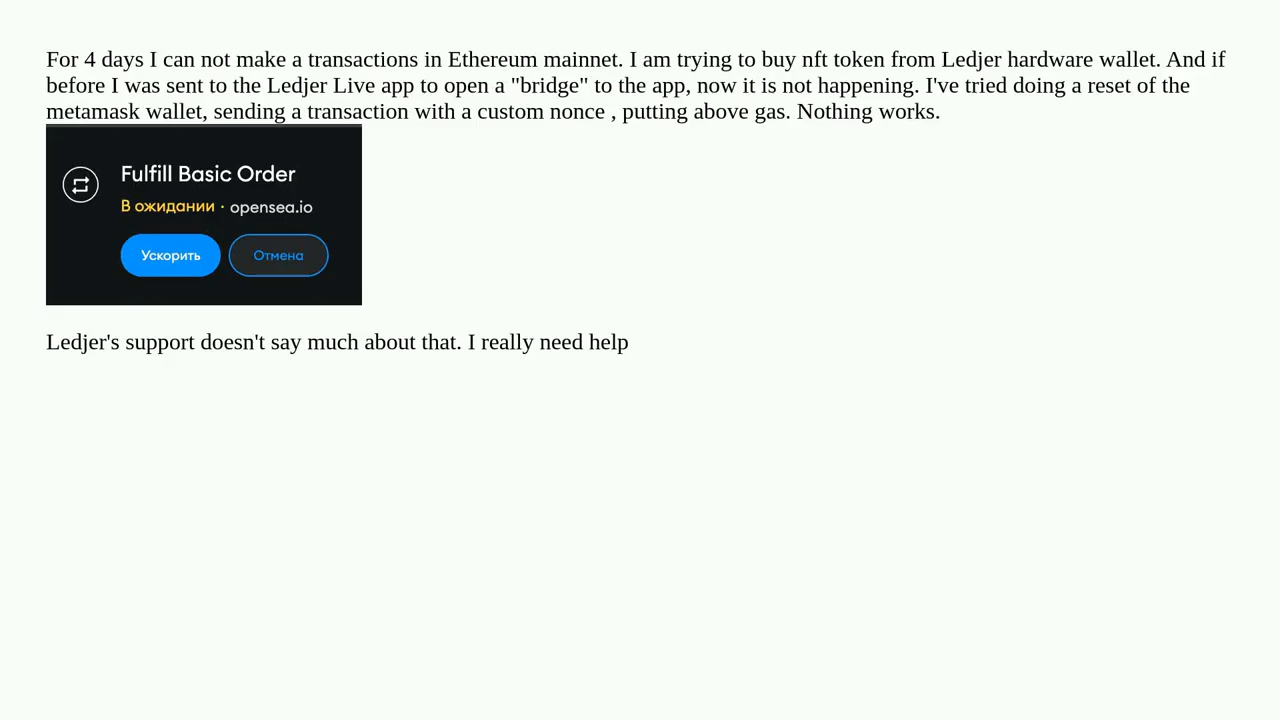 For 4 days I can not make a transactions in Ethereum mainnet. I am trying to buy nft token from Ledjer hardware wallet. And if
before I was sent to the Ledjer Live app to open a "bridge" to the app, now it is not happening. I've tried doing a reset of the
metamask wallet, sending a transaction with a custom nonce , putting above gas. Nothing works.
Fulfill Basic Order
В ожидании · opensea.io
Ускорить Отмена
Ledjer's support doesn't say much about that. I really need help